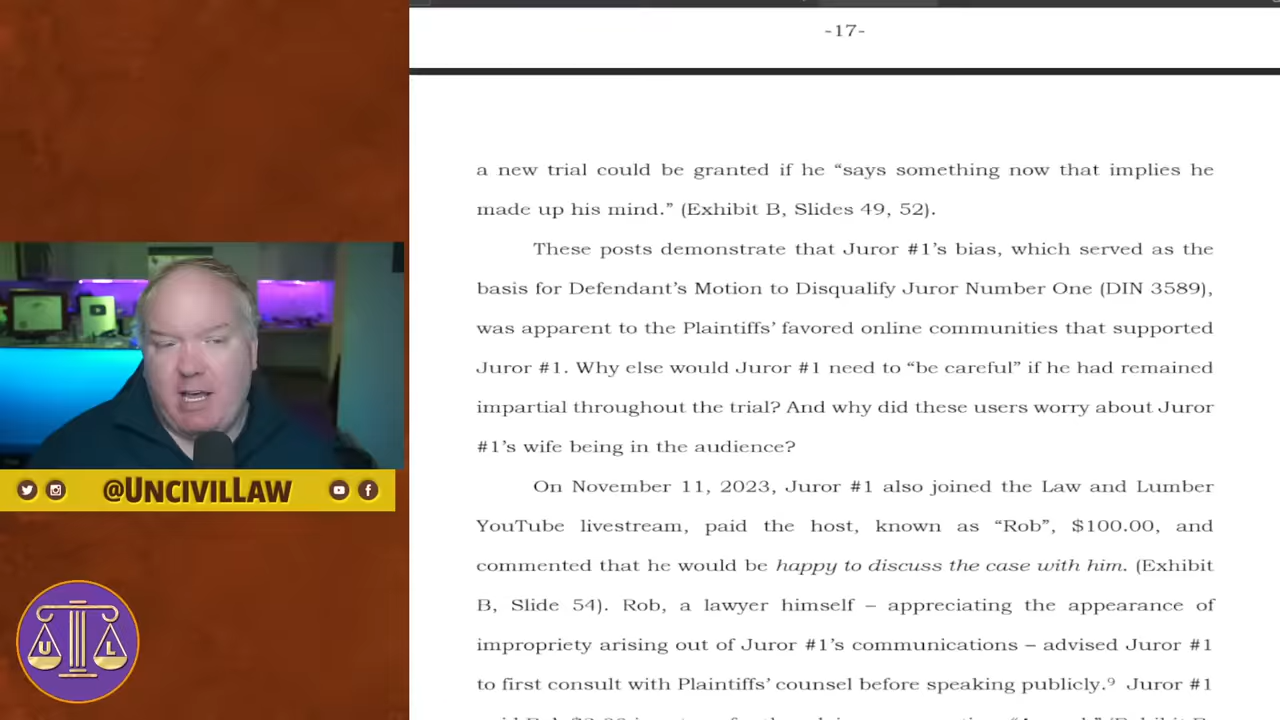 -17-
a new trial could be granted if he “says something now that implies he
made up his mind.” (Exhibit B, Slides 49, 52).
These posts demonstrate that Juror #1’s bias, which served as the
basis for Defendant’s Motion to Disqualify Juror Number One (DIN 3589),
was apparent to the Plaintiffs’ favored online communities that supported
Juror #1. Why else would Juror #1 need to “be careful” if he had remained
impartial throughout the trial? And why did these users worry about Juror
#1’s wife being in the audience?
On November 11, 2023, Juror #1 also joined the Law and Lumber
YouTube livestream, paid the host, known as “Rob”, $100.00, and
commented that he would be happy to discuss the case with him. (Exhibit
B, Slide 54). Rob, a lawyer himself – appreciating the appearance of
impropriety arising out of Juror #1’s communications – advised Juror #1
to first consult with Plaintiffs’ counsel before speaking publicly.⁹ Juror #1
@UNCIVILLAW
U L